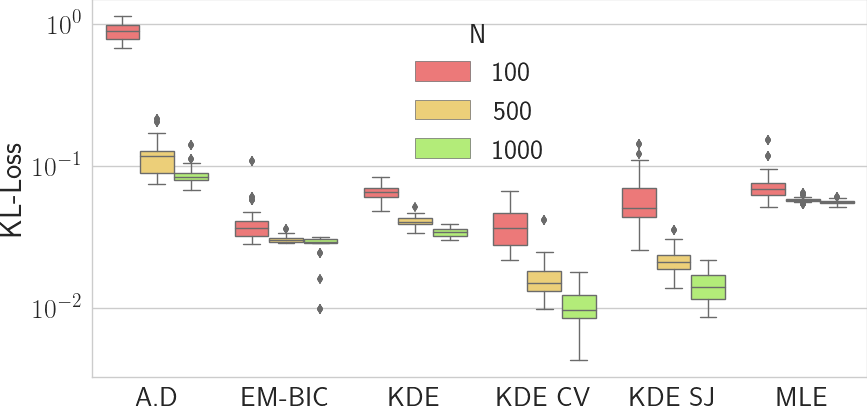 KL-Loss
10^0
10^{-1}
10^{-2}
N
100
500
1000
A.D EM-BIC KDE KDE CV KDE SJ MLE